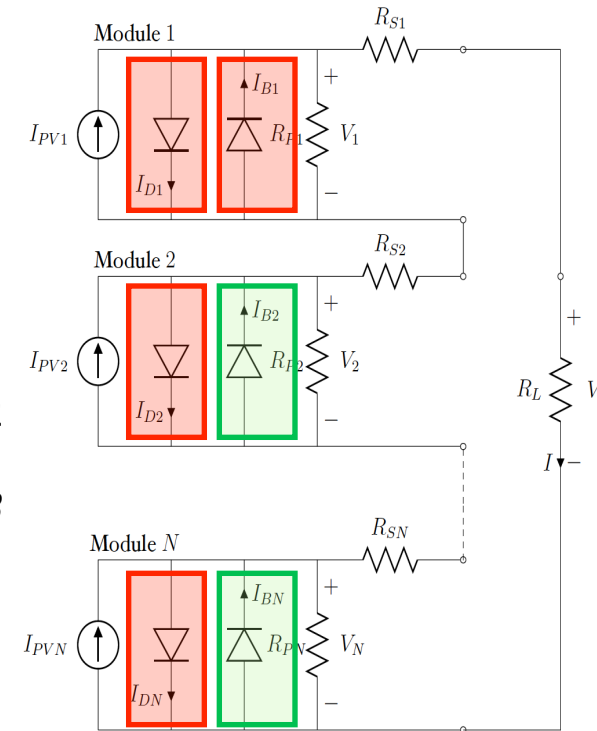 R_{S1}
Module 1
I_{B1}
+
I_{PV1}
R_{P1}
V_1
I_{D1}
−
R_{S2}
Module 2
I_{B2}
+
+
I_{PV2}
R_{P2}
V_2
R_L
V
I_{D2}
−
I
−
R_{SN}
Module N
I_{BN}
+
I_{PVN}
R_{PN}
V_N
I_{DN}
−